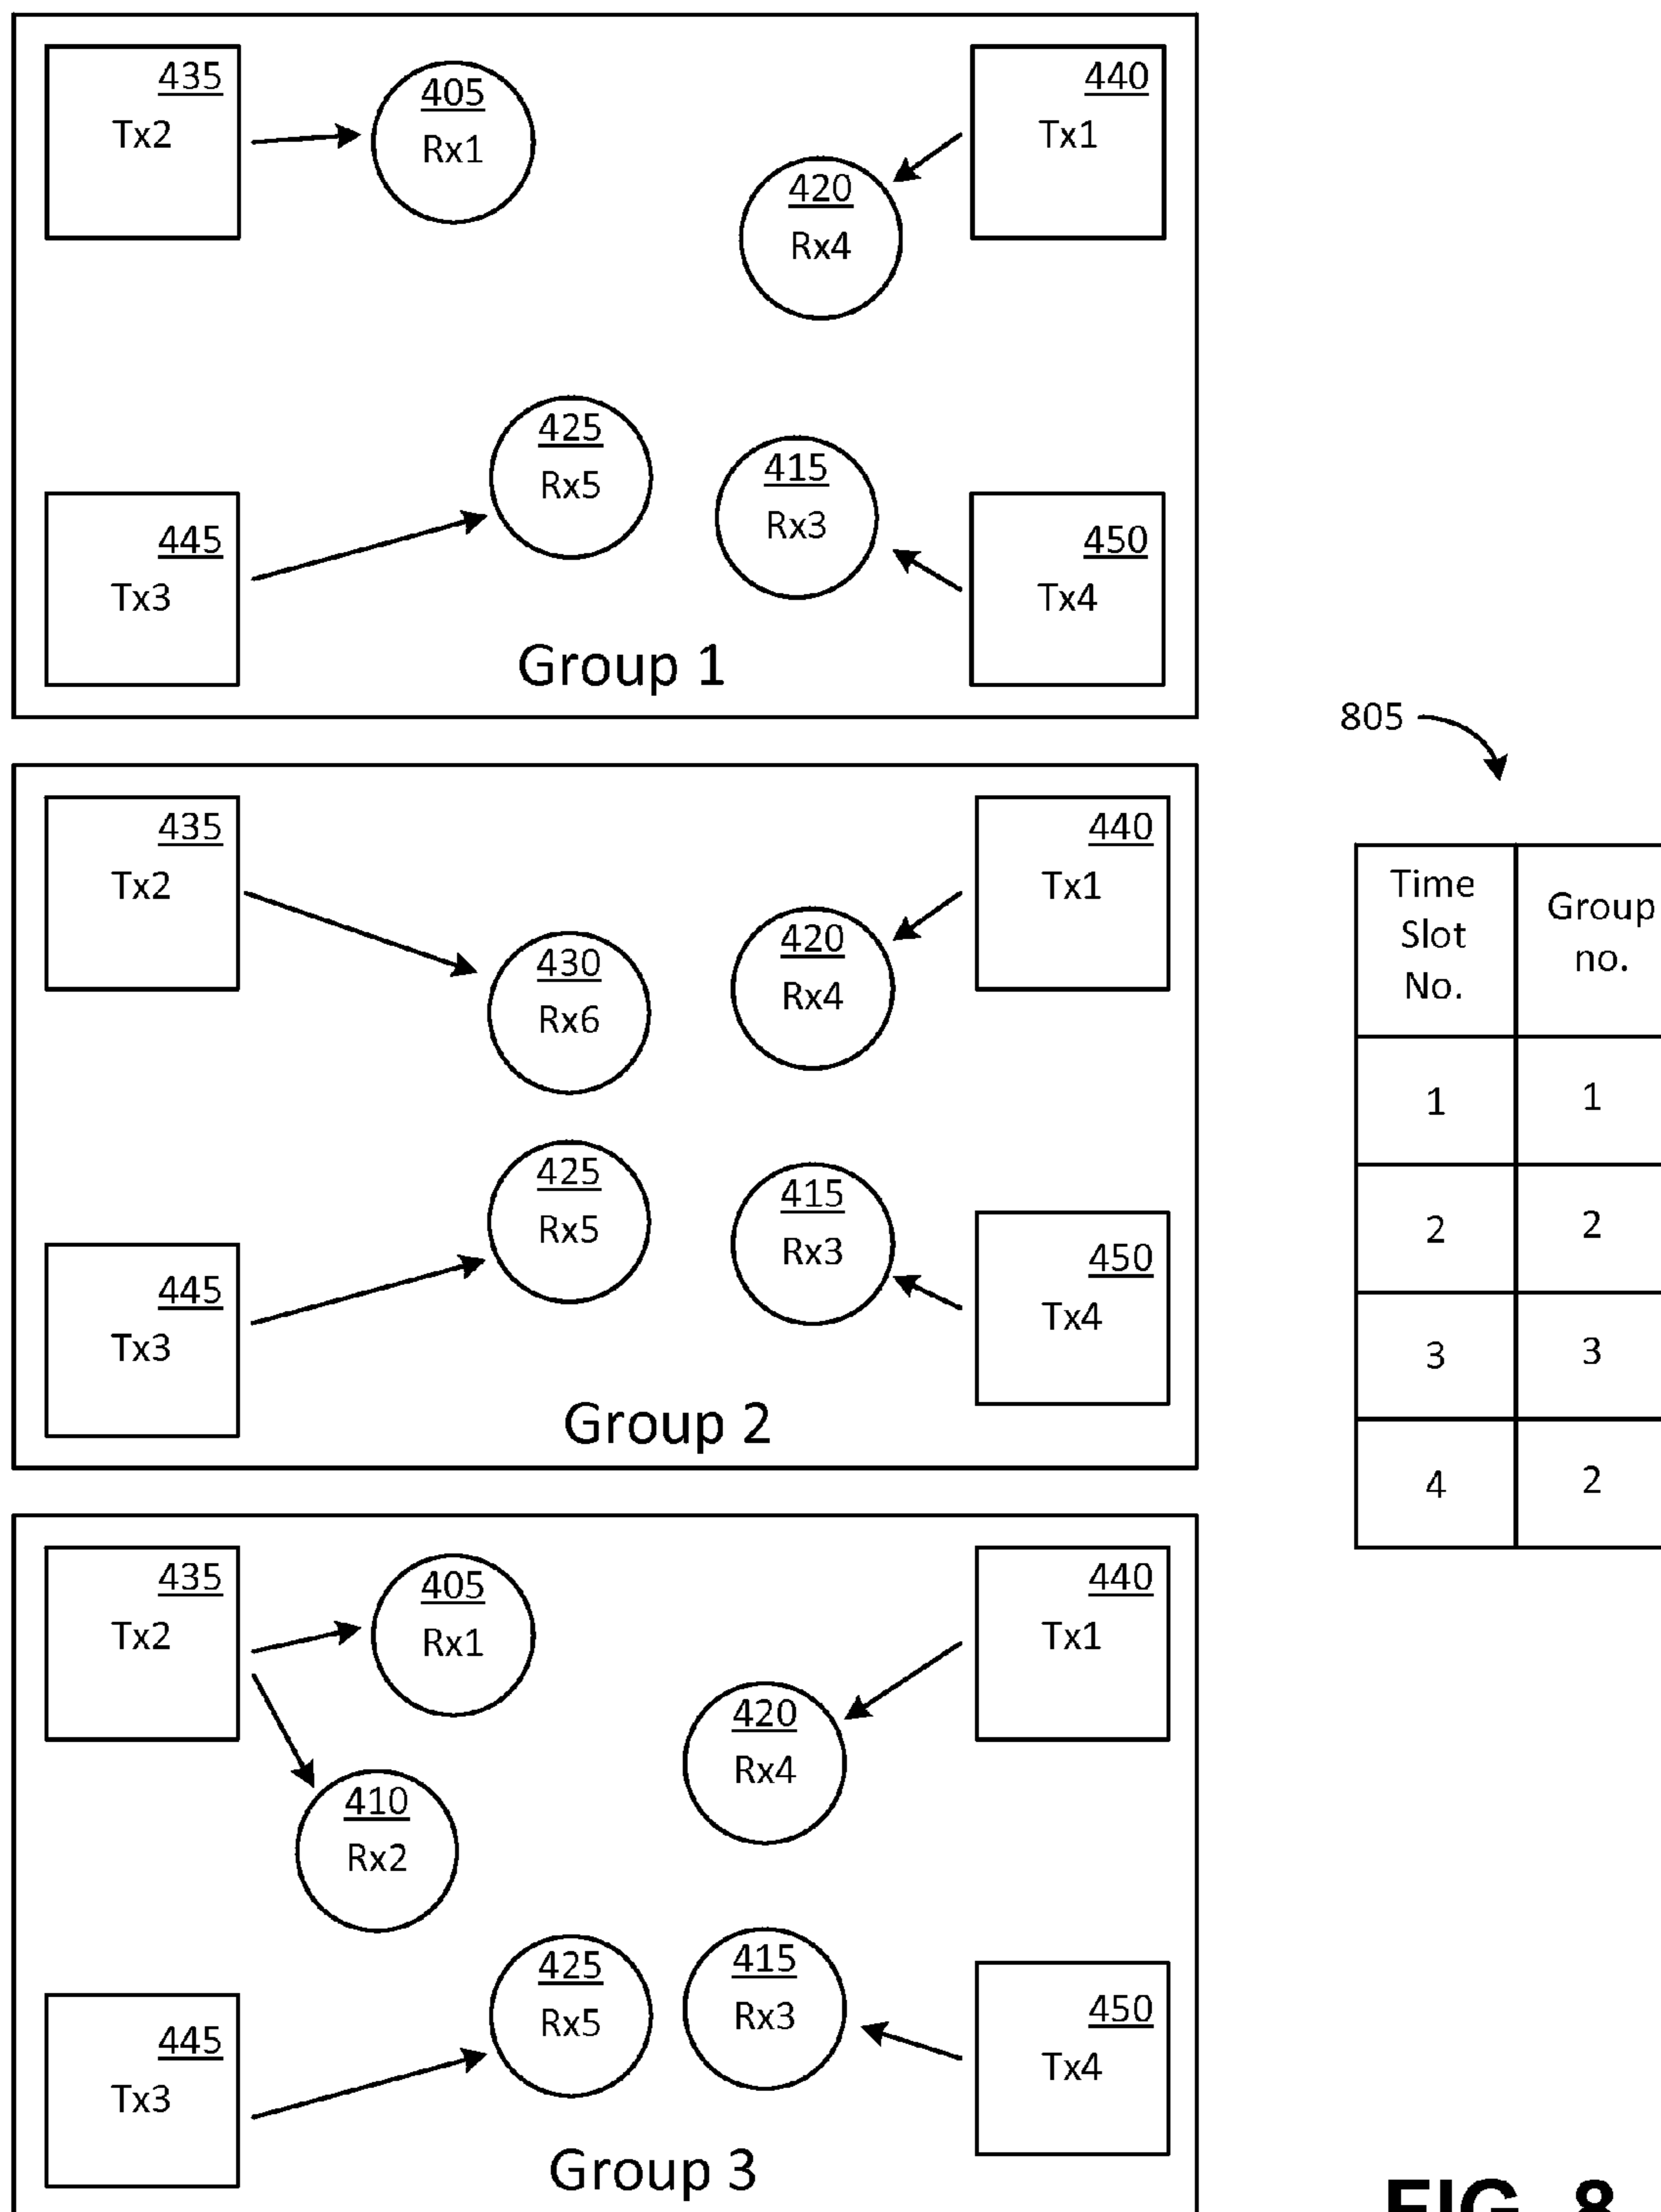 435
Tx2
405
Rx1
440
Tx1
420
Rx4
425
Rx5
415
Rx3
445
Tx3
450
Tx4
Group 1
805
435
Tx2
440
Tx1
430
Rx6
420
Rx4
425
Rx5
415
Rx3
445
Tx3
450
Tx4
Group 2
Time
Slot
No.
Group
no.
1
1
2
2
3
3
4
2
435
Tx2
405
Rx1
440
Tx1
420
Rx4
410
Rx2
425
Rx5
415
Rx3
445
Tx3
450
Tx4
Group 3
FIG. 8